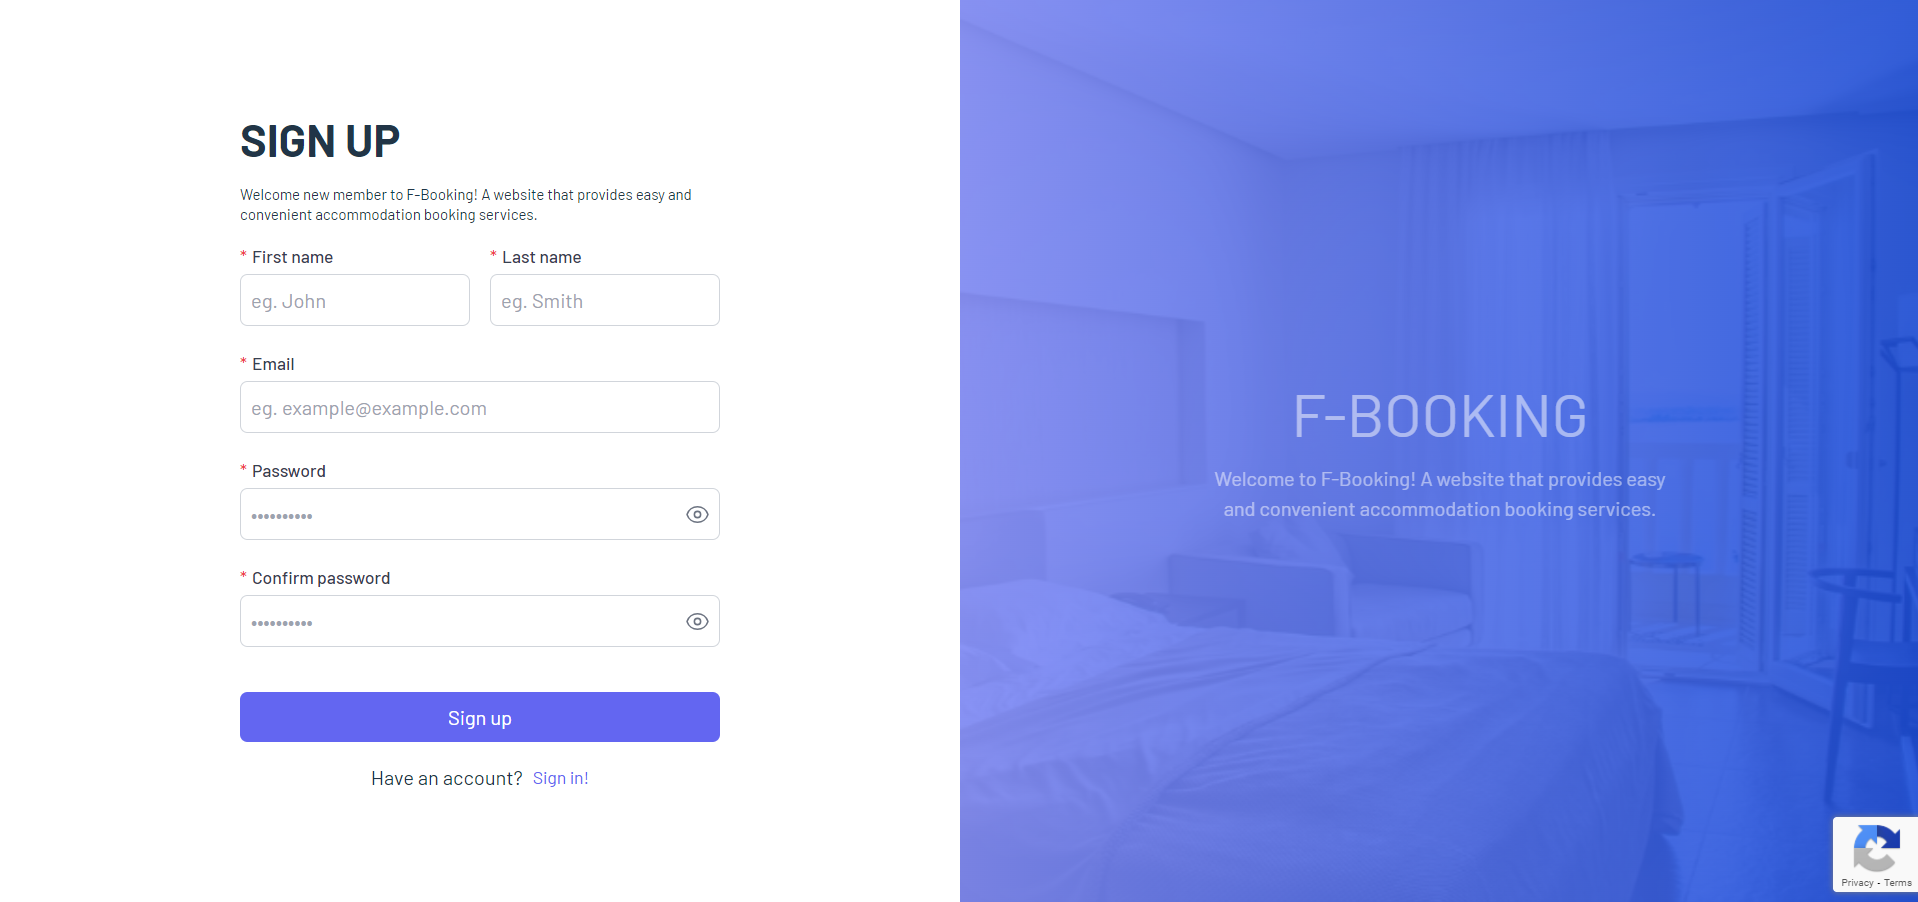 SIGN UP
Welcome new member to F-Booking! A website that provides easy and
convenient accommodation booking services.
* First name
* Last name
eg. John
eg. Smith
* Email
eg. example@example.com
* Password
••••••••••
* Confirm password
••••••••••
Sign up
Have an account? Sign in!
F-BOOKING
Welcome to F-Booking! A website that provides easy
and convenient accommodation booking services.
Privacy - Terms